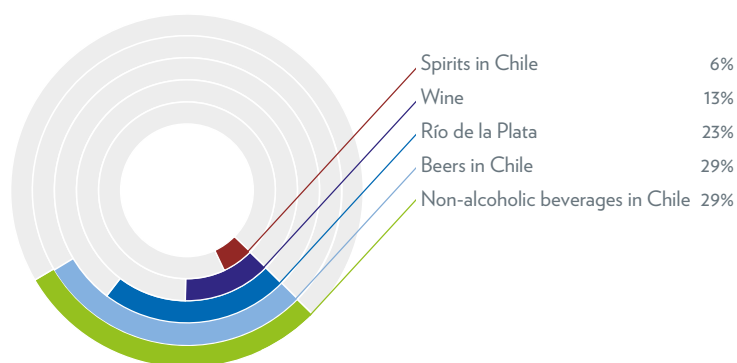 Spirits in Chile 6%
Wine 13%
Río de la Plata 23%
Beers in Chile 29%
Non-alcoholic beverages in Chile 29%